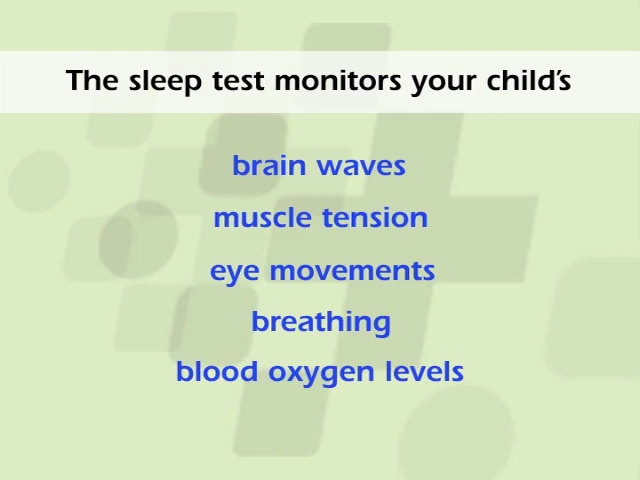 The sleep test monitors your child's
brain waves
muscle tension
eye movements
breathing
blood oxygen levels